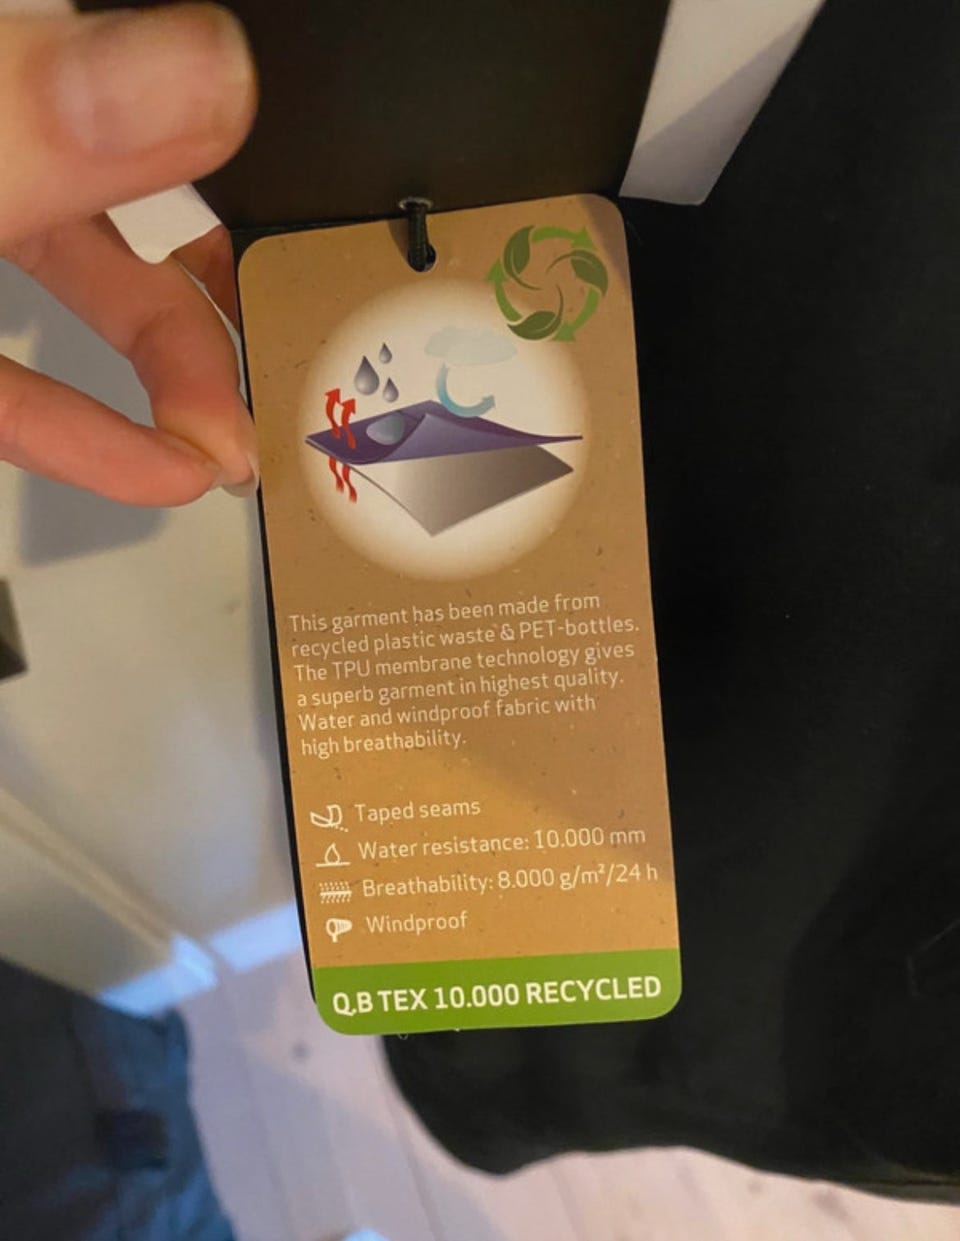 This garment has been made from
recycled plastic waste & PET-bottles.
The TPU membrane technology gives
a superb garment in highest quality.
Water and windproof fabric with
high breathability.
Taped seams
Water resistance: 10.000 mm
Breathability: 8.000 g/m²/24 h
Windproof
Q.B TEX 10.000 RECYCLED